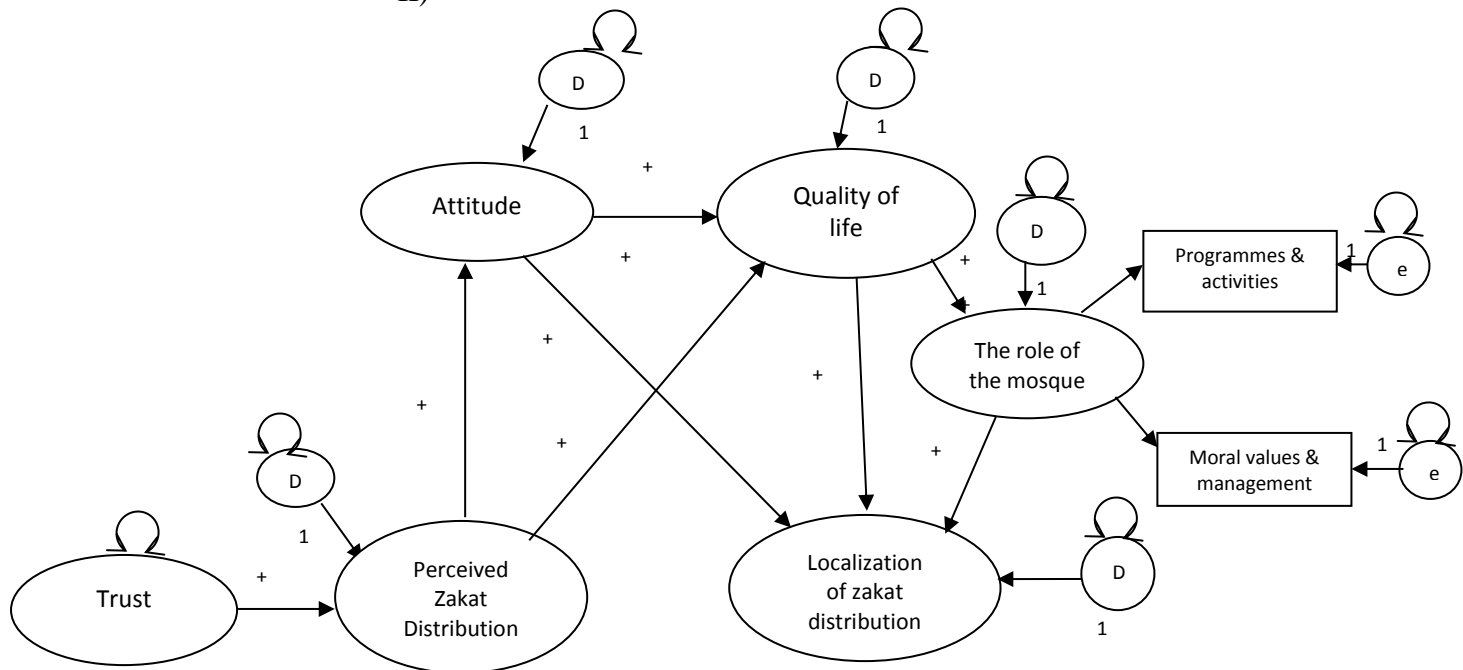 D
D
1
1
+
Attitude
Quality of
life
D
+
+
1
Programmes &
activities
1
e
+
The role of
the mosque
+
+
+
+
+
D
1
Moral values &
management
1
e
Trust
+
Perceived
Zakat
Distribution
Localization
of zakat
distribution
D
1